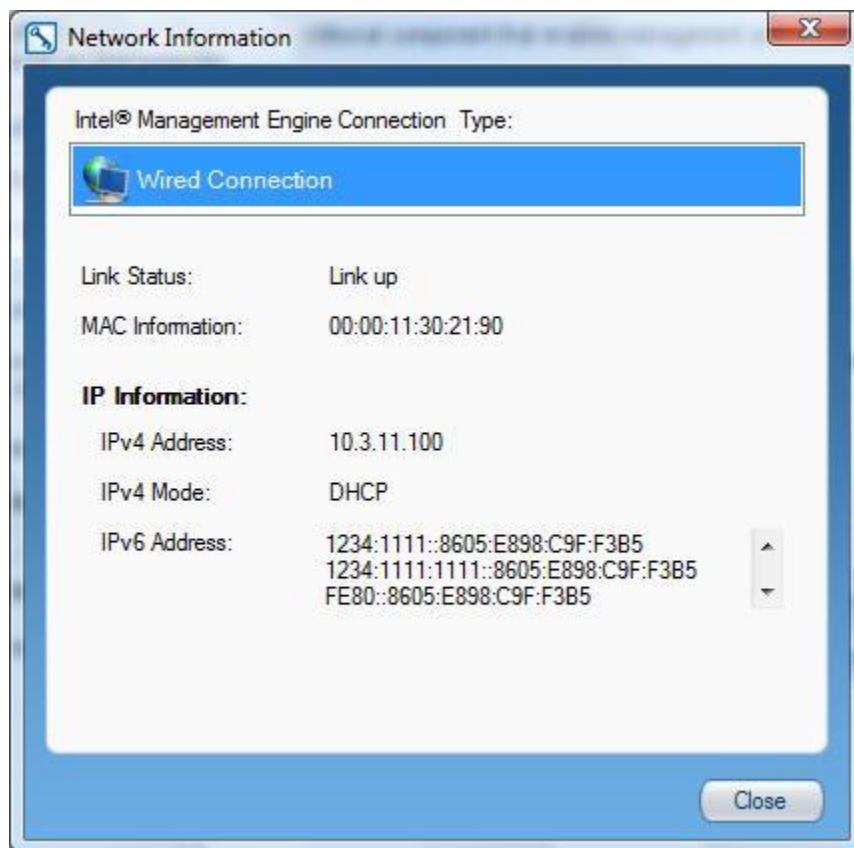 Network Information
Intel® Management Engine Connection Type:
Wired Connection
Link Status: Link up
MAC Information: 00:00:11:30:21:90
IP Information:
IPv4 Address: 10.3.11.100
IPv4 Mode: DHCP
IPv6 Address: 1234:1111::8605:E898:C9F:F3B5
1234:1111:1111::8605:E898:C9F:F3B5
FE80::8605:E898:C9F:F3B5
Close